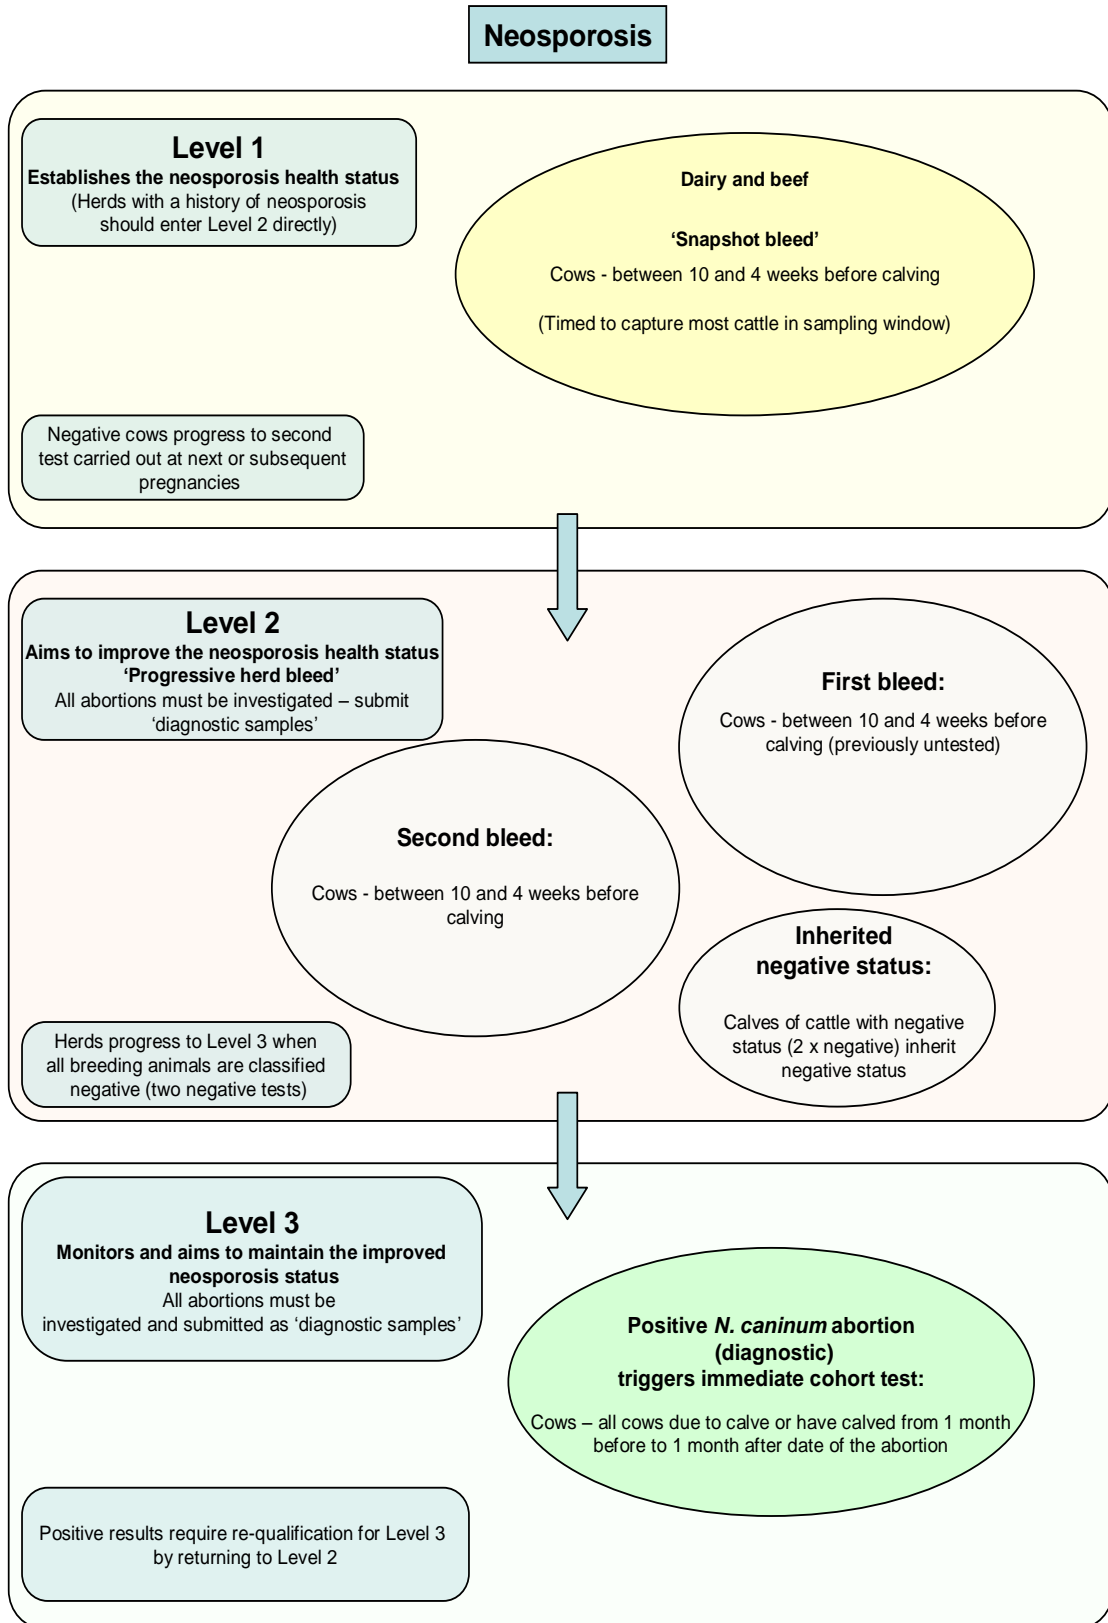 Neosporosis
Level 1
Establishes the neosporosis health status
(Herds with a history of neosporosis
should enter Level 2 directly)
Dairy and beef
‘Snapshot bleed’
Cows - between 10 and 4 weeks before calving
(Timed to capture most cattle in sampling window)
Negative cows progress to second
test carried out at next or subsequent
pregnancies
Level 2
Aims to improve the neosporosis health status
‘Progressive herd bleed’
All abortions must be investigated – submit
‘diagnostic samples’
First bleed:
Cows - between 10 and 4 weeks before
calving (previously untested)
Second bleed:
Cows - between 10 and 4 weeks before
calving
Inherited
negative status:
Calves of cattle with negative
status (2 x negative) inherit
negative status
Herds progress to Level 3 when
all breeding animals are classified
negative (two negative tests)
Level 3
Monitors and aims to maintain the improved
neosporosis status
All abortions must be
investigated and submitted as ‘diagnostic samples’
Positive N. caninum abortion
(diagnostic)
triggers immediate cohort test:
Cows – all cows due to calve or have calved from 1 month
before to 1 month after date of the abortion
Positive results require re-qualification for Level 3
by returning to Level 2